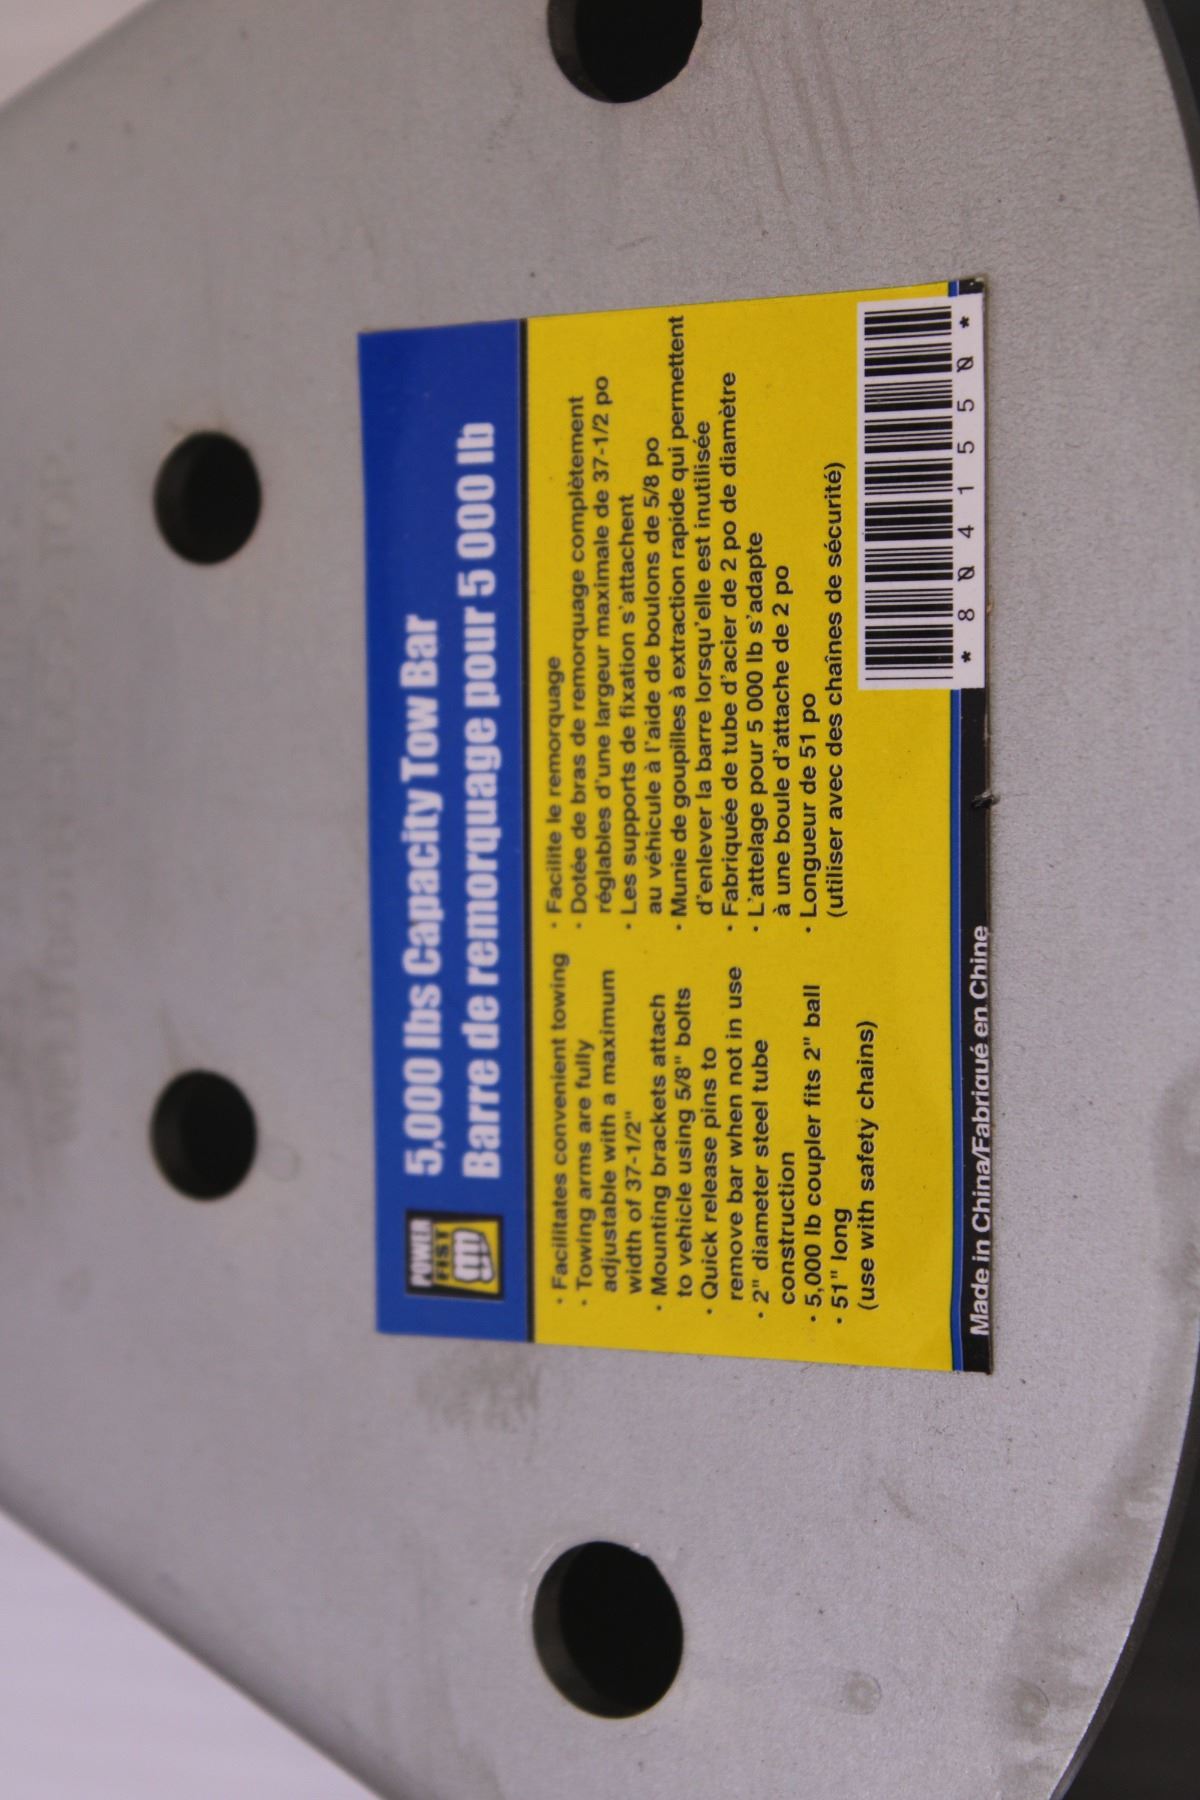 POWER
FIST
5,000 lbs Capacity Tow Bar
Barre de remorquage pour 5 000 lb
· Facilitates convenient towing
· Towing arms are fully
adjustable with a maximum
width of 37-1/2"
· Mounting brackets attach
to vehicle using 5/8" bolts
· Quick release pins to
remove bar when not in use
· 2" diameter steel tube
construction
· 5,000 lb coupler fits 2" ball
· 51" long
(use with safety chains)
· Facilite le remorquage
· Dotée de bras de remorquage complètement
réglables d'une largeur maximale de 37-1/2 po
· Les supports de fixation s'attachent
au véhicule à l'aide de boulons de 5/8 po
· Munie de goupilles à extraction rapide qui permettent
d'enlever la barre lorsqu'elle est inutilisée
· Fabriquée de tube d'acier de 2 po de diamètre
· L'attelage pour 5 000 lb s'adapte
à une boule d'attache de 2 po
· Longueur de 51 po
(utiliser avec des chaînes de sécurité)
* 8 0 4 1 5 5 0 *
Made in China/Fabriqué en Chine